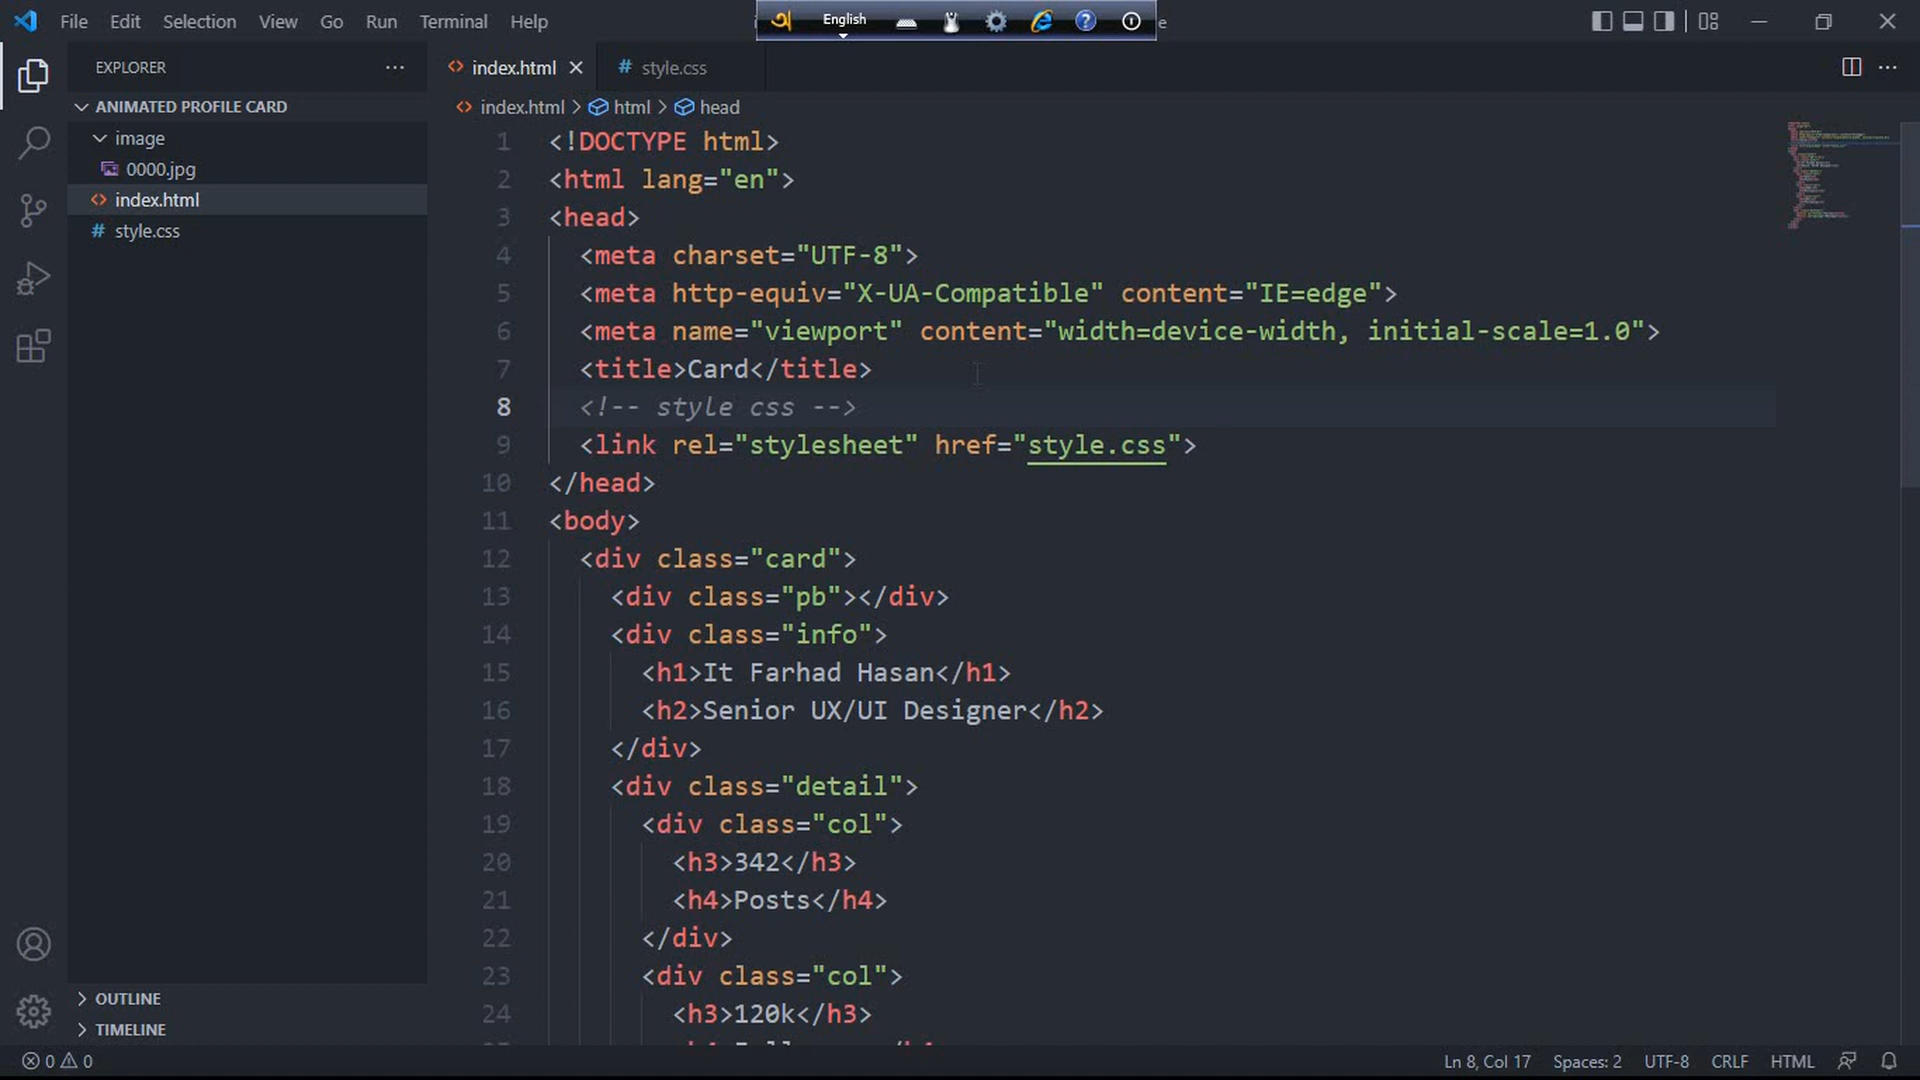 File Edit Selection View Go Run Terminal Help
English
e
EXPLORER
index.html
style.css
ANIMATED PROFILE CARD
image
0000.jpg
index.html
style.css
OUTLINE
TIMELINE
index.html > html > head
1 <!DOCTYPE html>
2 <html lang="en">
3 <head>
4 <meta charset="UTF-8">
5 <meta http-equiv="X-UA-Compatible" content="IE=edge">
6 <meta name="viewport" content="width=device-width, initial-scale=1.0">
7 <title>Card</title>
8 <!-- style css -->
9 <link rel="stylesheet" href="style.css">
10 </head>
11 <body>
12 <div class="card">
13 <div class="pb"></div>
14 <div class="info">
15 <h1>It Farhad Hasan</h1>
16 <h2>Senior UX/UI Designer</h2>
17 </div>
18 <div class="detail">
19 <div class="col">
20 <h3>342</h3>
21 <h4>Posts</h4>
22 </div>
23 <div class="col">
24 <h3>120k</h3>
0 0 Ln 8, Col 17 Spaces: 2 UTF-8 CRLF HTML